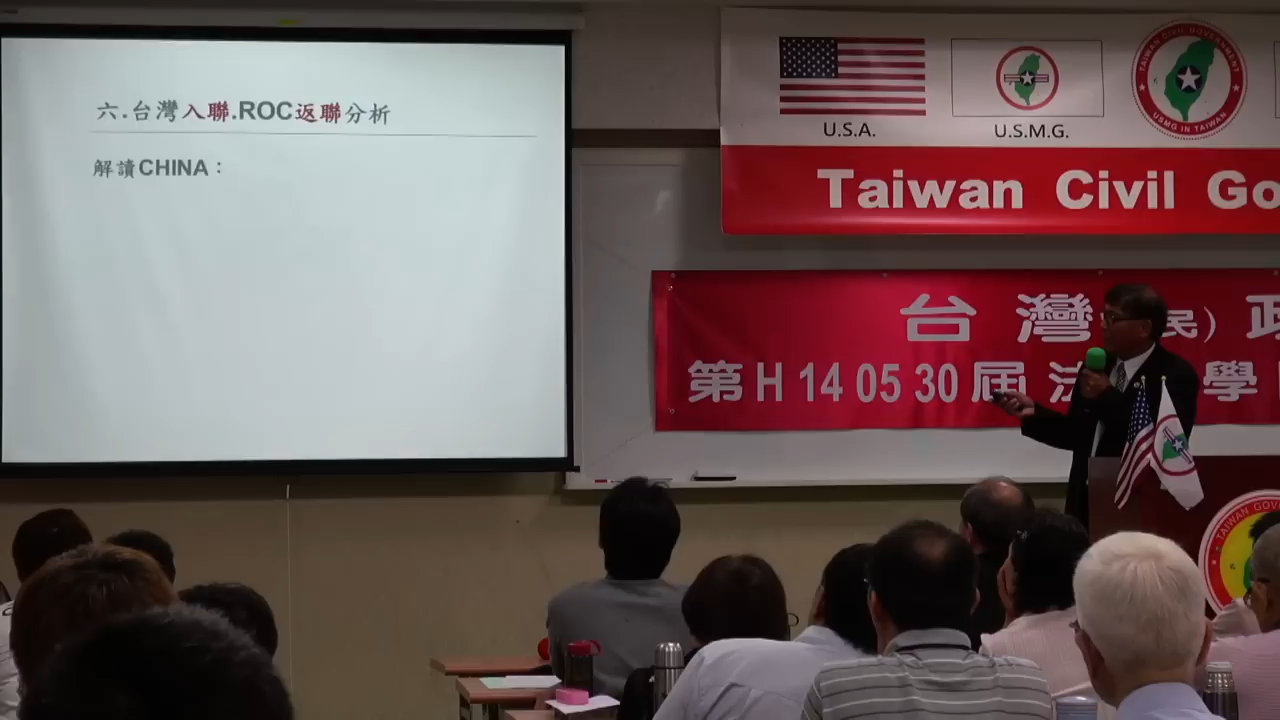 六.台灣入聯.ROC返聯分析
解讀CHINA：
U.S.A.
U.S.M.G.
TAIWAN CIVIL GOVERNMENT
USMG IN TAIWAN
Taiwan Civil Go
台灣 民）政
第H 14 05 30 屆 法 學
TAIWAN GOV